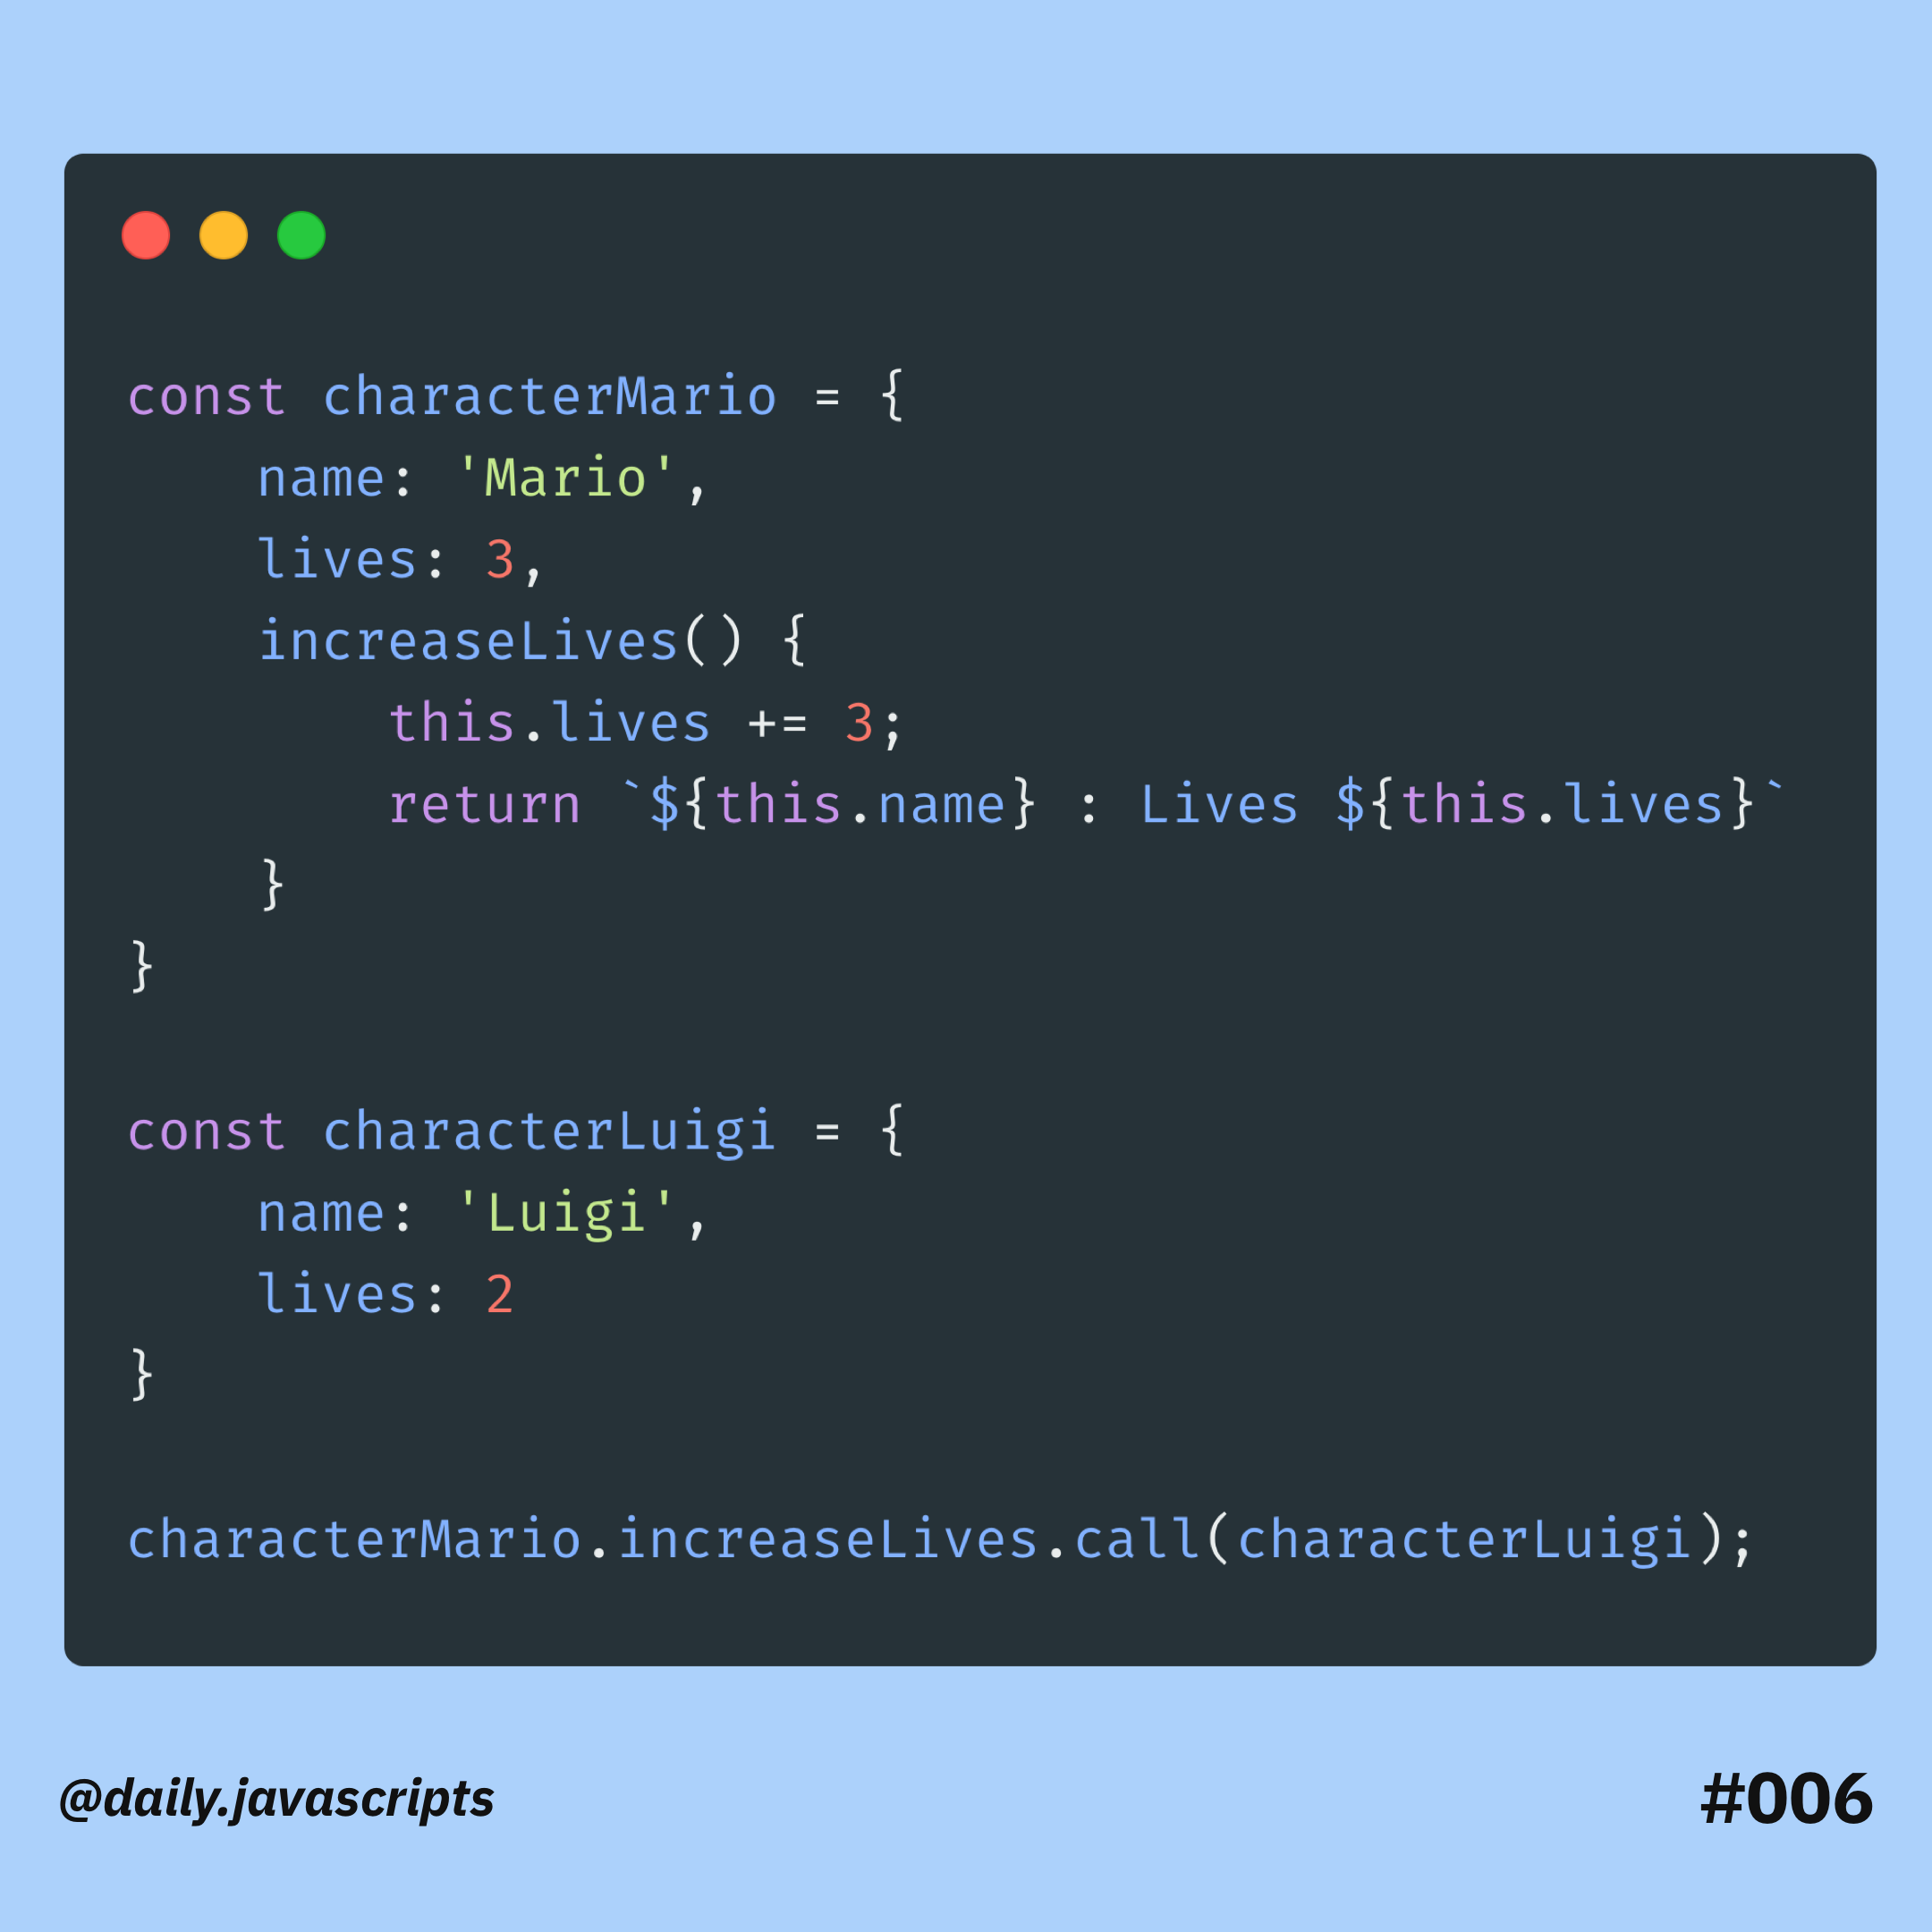 const characterMario = {
    name: 'Mario',
    lives: 3,
    increaseLives() {
        this.lives += 3;
        return `${this.name} : Lives ${this.lives}`
    }
}
const characterLuigi = {
    name: 'Luigi',
    lives: 2
}
characterMario.increaseLives.call(characterLuigi);
@daily.javascripts
#006